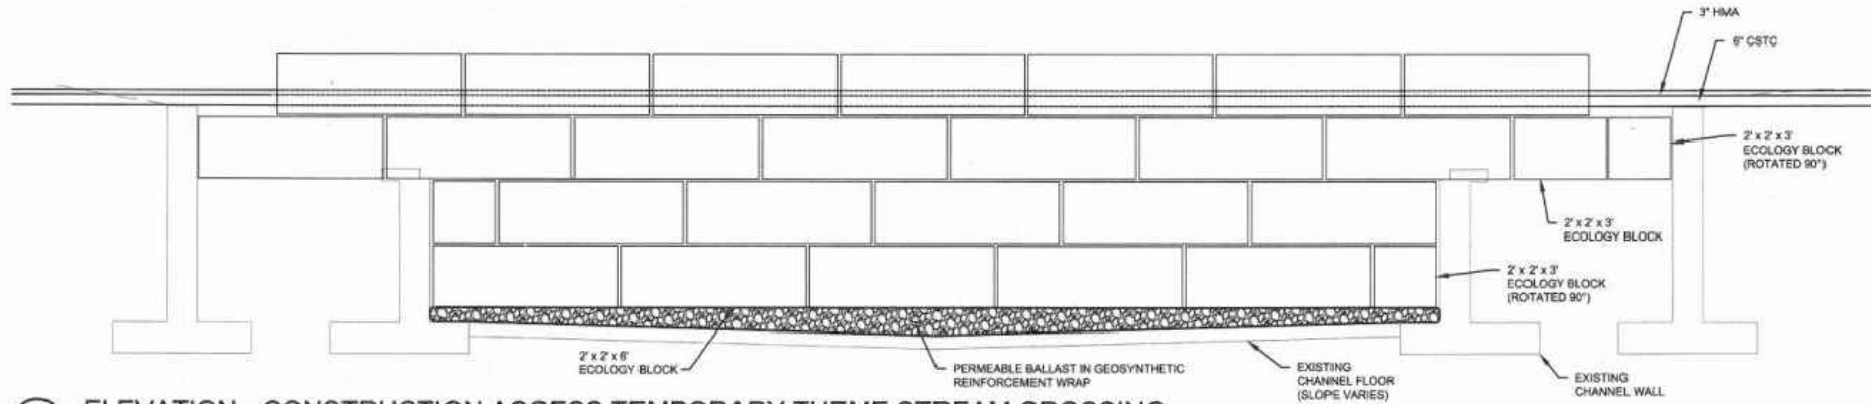 3" HMA
6" CSTC
2' x 2' x 3'
ECOLOGY BLOCK
(ROTATED 90°)
2' x 2' x 3'
ECOLOGY BLOCK
2' x 2' x 3'
ECOLOGY BLOCK
(ROTATED 90°)
2' x 2' x 6'
ECOLOGY BLOCK
PERMEABLE BALLAST IN GEOSYNTHETIC
REINFORCEMENT WRAP
EXISTING
CHANNEL FLOOR
(SLOPE VARIES)
EXISTING
CHANNEL WALL
ELEVATION - CONSTRUCTION ACCESS TEMPORARY THEME STREAM CROSSING